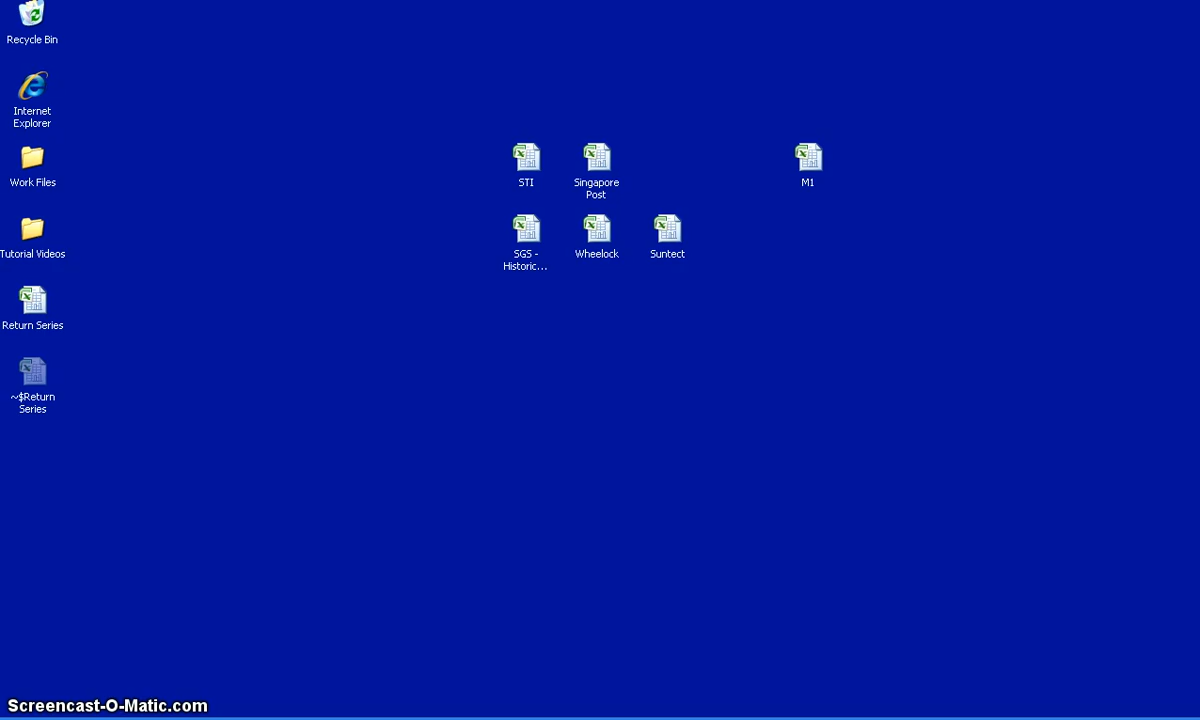 Recycle Bin
Internet
Explorer
Work Files
Tutorial Videos
Return Series
~$Return
Series
STI
Singapore
Post
M1
SGS -
Historic...
Wheelock
Suntect
Screencast-O-Matic.com